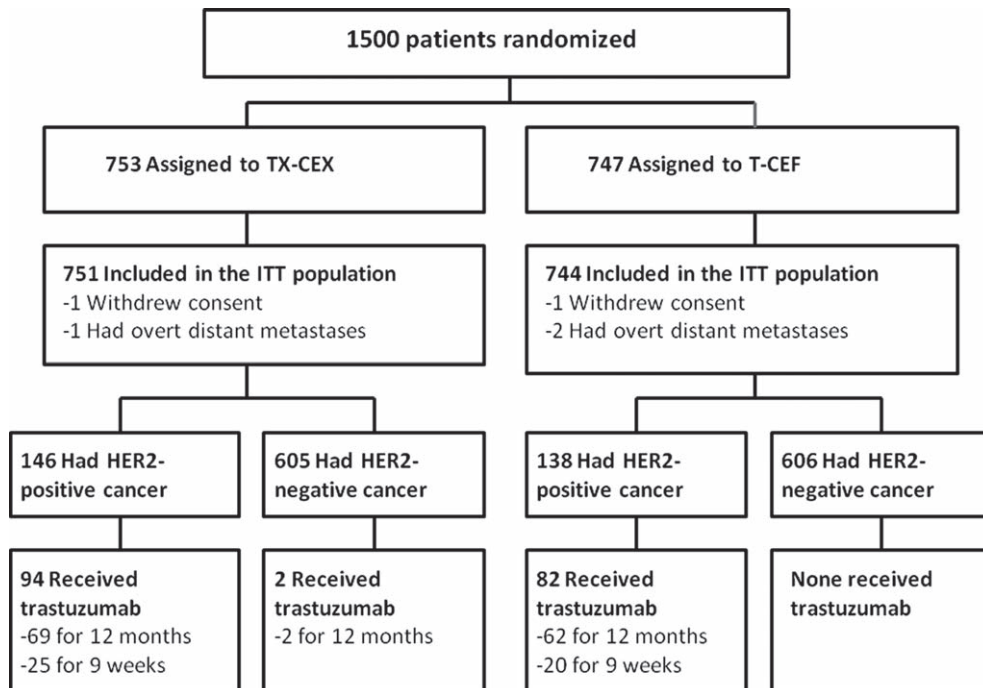 1500 patients randomized
753 Assigned to TX-CEX
747 Assigned to T-CEF
751 Included in the ITT population
-1 Withdrew consent
-1 Had overt distant metastases
744 Included in the ITT population
-1 Withdrew consent
-2 Had overt distant metastases
146 Had HER2-
positive cancer
605 Had HER2-
negative cancer
138 Had HER2-
positive cancer
606 Had HER2-
negative cancer
94 Received
trastuzumab
-69 for 12 months
-25 for 9 weeks
2 Received
trastuzumab
-2 for 12 months
82 Received
trastuzumab
-62 for 12 months
-20 for 9 weeks
None received
trastuzumab